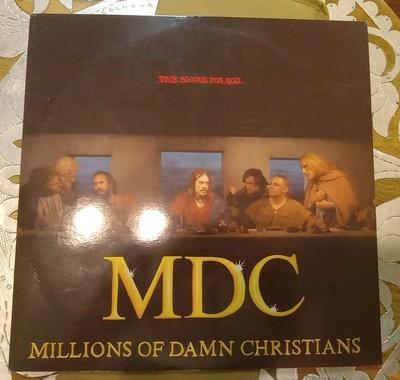 THIS BLOOD'S FOR YOU
MDC
MILLIONS OF DAMN CHRISTIANS